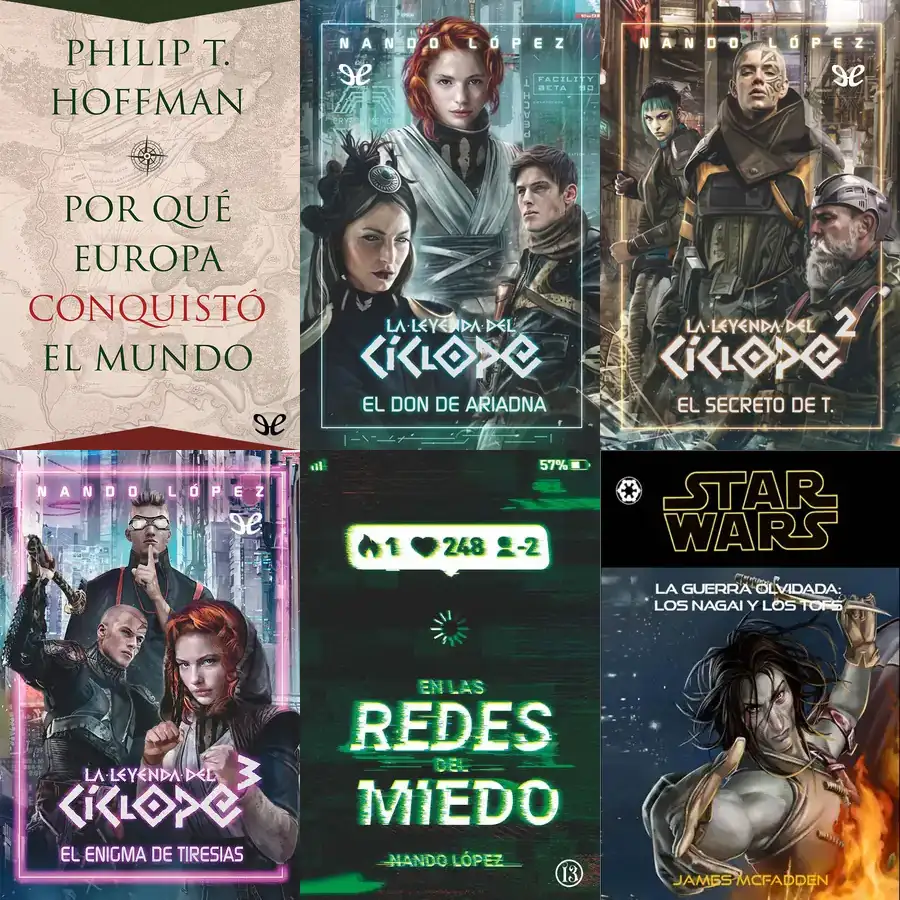 PHILIP T.
HOFFMAN
POR QUÉ
EUROPA
CONQUISTÓ
EL MUNDO
NANDO LÓPEZ
FACILITY
BETA 90
LA·LEYENDA·DEL
CÍCLOPE
EL DON DE ARIADNA
NANDO LÓPEZ
LA·LEYENDA·DEL
CÍCLOPE 2
EL SECRETO DE T.
NANDO LÓPEZ
LA·LEYENDA·DEL
CÍCLOPE 3
EL ENIGMA DE TIRESIAS
57%
1 248 -2
EN LAS
REDES
DEL
MIEDO
NANDO LÓPEZ
13
STAR
WARS
LA GUERRA OLVIDADA:
LOS NAGAI Y LOS TOFS
JAMES MCFADDEN